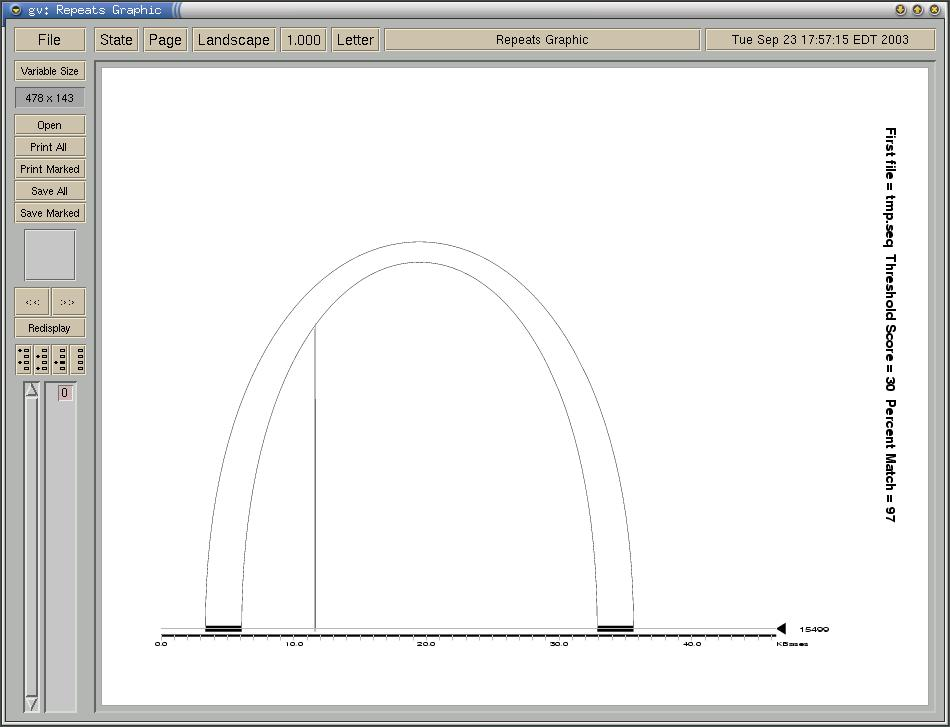 gv: Repeats Graphic
File State Page Landscape 1.000 Letter Repeats Graphic Tue Sep 23 17:57:15 EDT 2003
Variable Size
478 x 143
Open
Print All
Print Marked
Save All
Save Marked
<< >>
Redisplay
0
First file = tmp.seq Threshold Score = 30 Percent Match = 97
15499
0.0 10.0 20.0 30.0 40.0 KBases